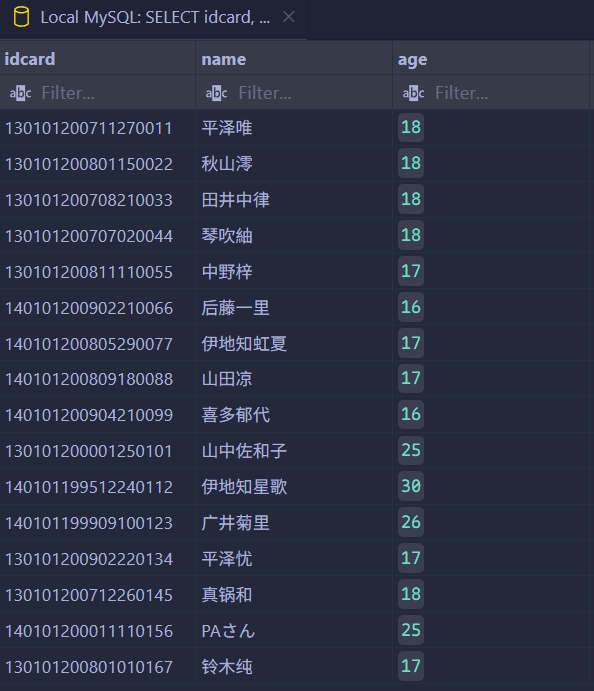 Local MySQL: SELECT idcard, ...
idcard name age
abc Filter... abc Filter... abc Filter...
130101200711270011 平泽唯 18
130101200801150022 秋山澪 18
130101200708210033 田井中律 18
130101200707020044 琴吹紬 18
130101200811110055 中野梓 17
140101200902210066 后藤一里 16
140101200805290077 伊地知虹夏 17
140101200809180088 山田凉 17
140101200904210099 喜多郁代 16
130101200001250101 山中佐和子 25
140101199512240112 伊地知星歌 30
140101199909100123 广井菊里 26
130101200902220134 平泽忧 17
130101200712260145 真锅和 18
140101200011110156 PAさん 25
130101200801010167 铃木纯 17